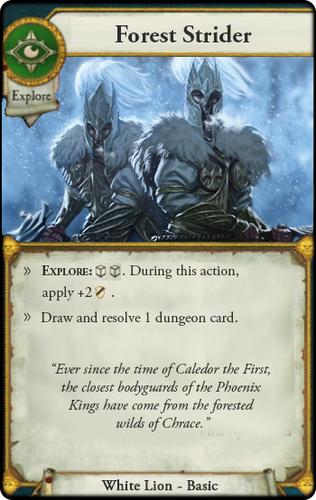 Forest Strider
Explore
» EXPLORE: . During this action,
apply +2 .
» Draw and resolve 1 dungeon card.
“Ever since the time of Caledor the First,
the closest bodyguards of the Phoenix
Kings have come from the forested
wilds of Chrace.”
White Lion - Basic